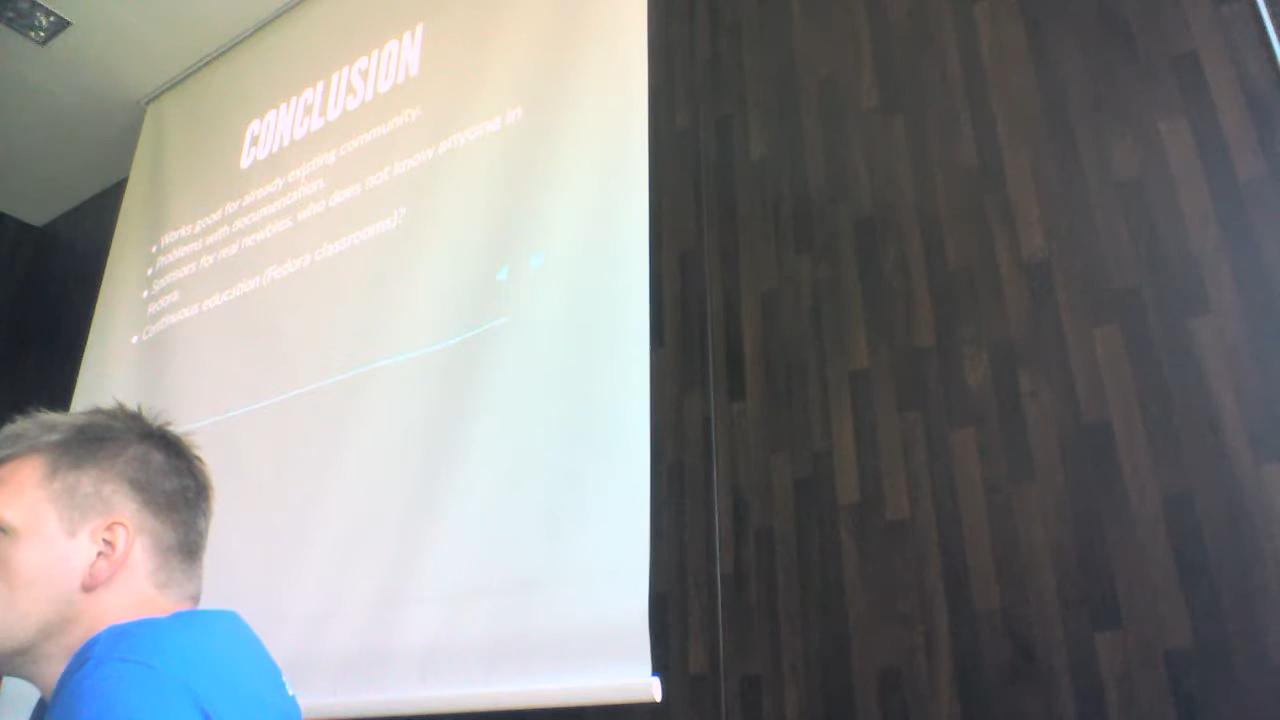 CONCLUSION
Works good for already existing community.
Problems with documentation.
Sponsors for real newbies, who does not know anyone in
Fedora.
Continuous education (Fedora classrooms)?